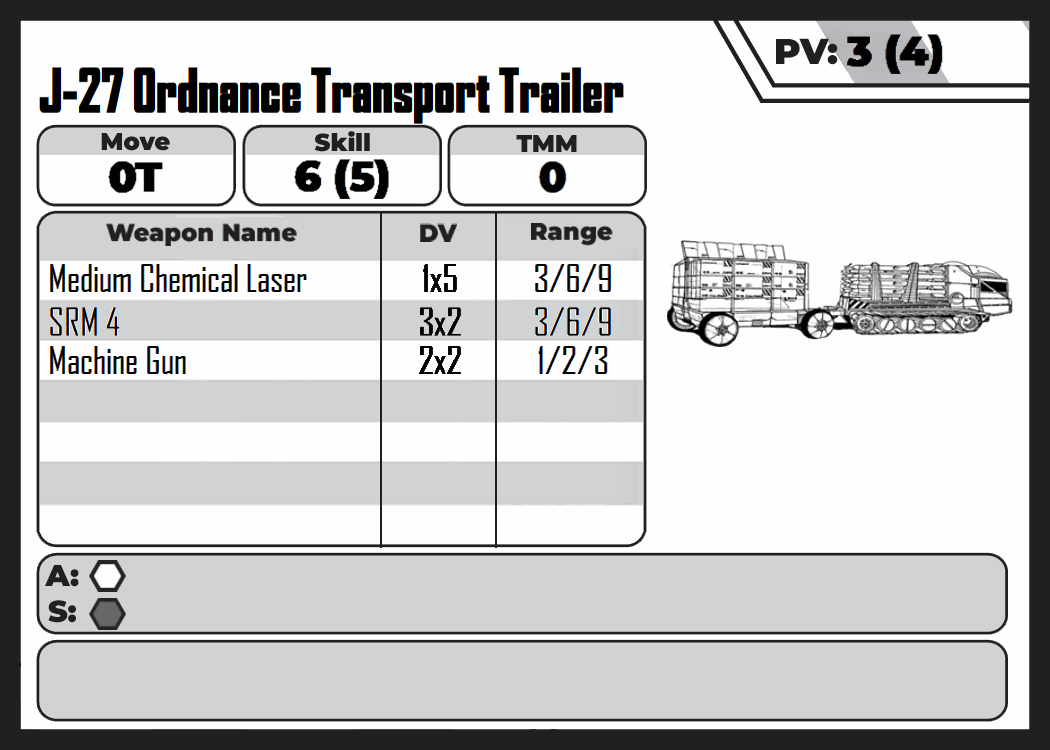 PV: 3 (4)
J-27 Ordnance Transport Trailer
Move Skill TMM
0T 6 (5) 0
Weapon Name DV Range
Medium Chemical Laser 1x5 3/6/9
SRM 4 3x2 3/6/9
Machine Gun 2x2 1/2/3
A:
S: